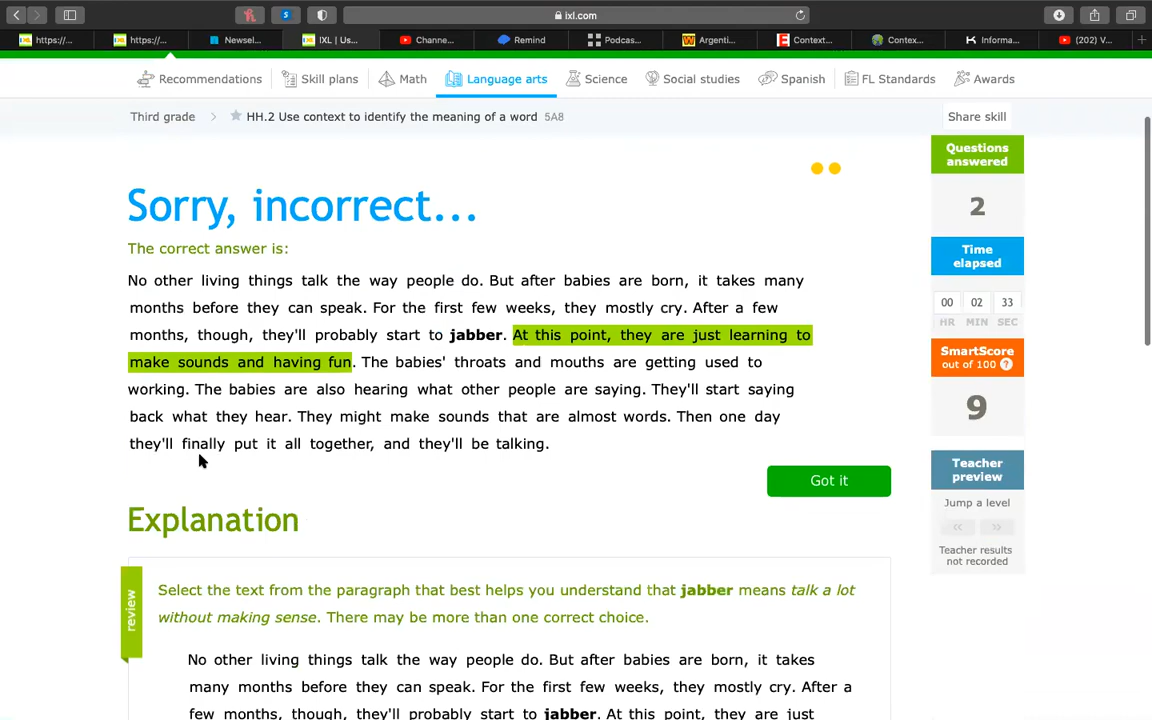 ixl.com
https://...
https://...
Newsel...
IXL | Us...
Channe...
Remind
Podcas...
Argenti...
Context...
Contex...
Informa...
(202) V...
Recommendations
Skill plans
Math
Language arts
Science
Social studies
Spanish
FL Standards
Awards
Third grade
HH.2 Use context to identify the meaning of a word 5A8
Share skill
Questions
answered
2
Time
elapsed
00 02 33
HR MIN SEC
SmartScore
out of 100 ?
9
Teacher
preview
Jump a level
<< >>
Teacher results
not recorded
Sorry, incorrect...
The correct answer is:
No other living things talk the way people do. But after babies are born, it takes many
months before they can speak. For the first few weeks, they mostly cry. After a few
months, though, they'll probably start to jabber. At this point, they are just learning to
make sounds and having fun. The babies' throats and mouths are getting used to
working. The babies are also hearing what other people are saying. They'll start saying
back what they hear. They might make sounds that are almost words. Then one day
they'll finally put it all together, and they'll be talking.
Got it
Explanation
review
Select the text from the paragraph that best helps you understand that jabber means talk a lot
without making sense. There may be more than one correct choice.
No other living things talk the way people do. But after babies are born, it takes
many months before they can speak. For the first few weeks, they mostly cry. After a
few months, though, they'll probably start to jabber. At this point, they are just